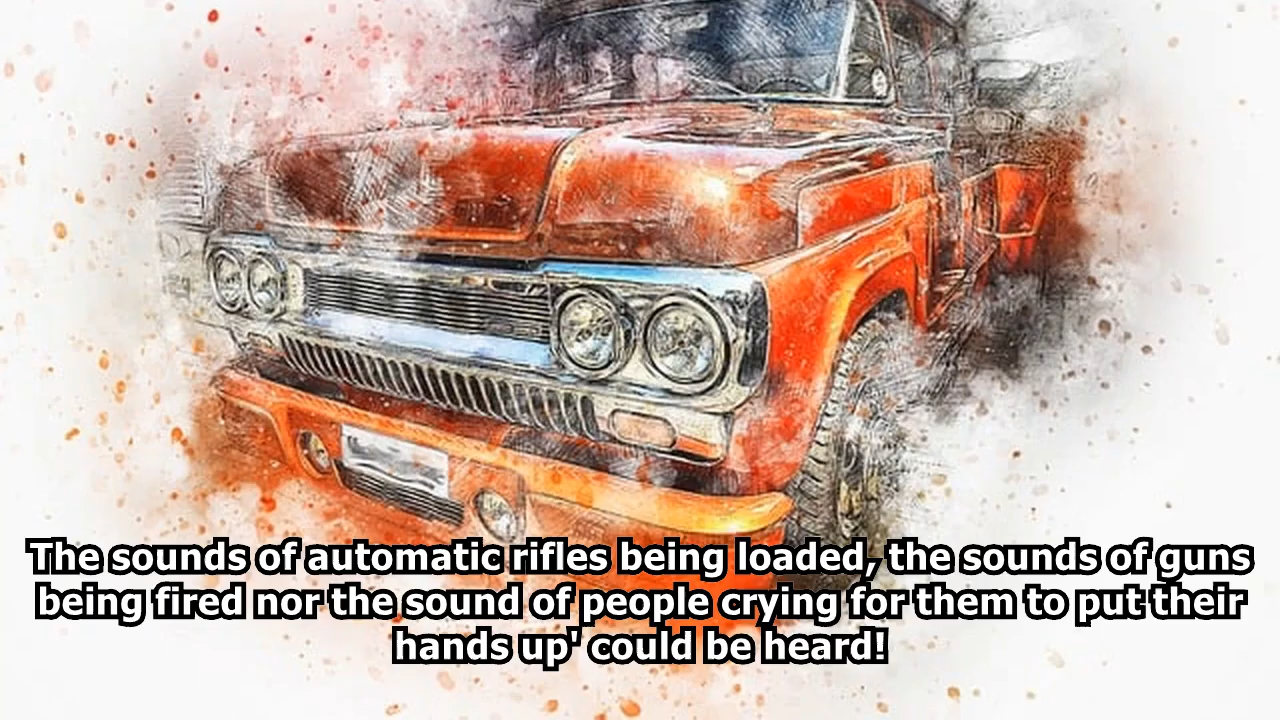 The sounds of automatic rifles being loaded, the sounds of guns
being fired nor the sound of people crying for them to put their
hands up' could be heard!